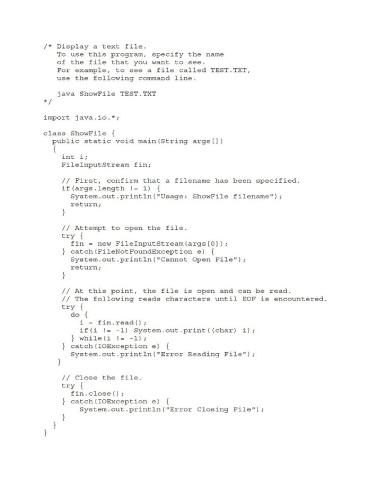 /* Display a text file.
To use this program, specify the name
of the file that you want to see.
For example, to see a file called TEST.TXT,
use the following command line.
java ShowFile TEST.TXT
*/
import java.io.*;
class ShowFile {
public static void main(String args[])
{
int i;
FileInputStream fin;
// First, confirm that a filename has been specified.
if(args.length != 1) {
System.out.println("Usage: ShowFile filename");
return;
}
// Attempt to open the file.
try {
fin = new FileInputStream(args[0]);
} catch(FileNotFoundException e) {
System.out.println("Cannot Open File");
return;
}
// At this point, the file is open and can be read.
// The following reads characters until EOF is encountered.
try {
do {
i = fin.read();
if(i != -1) System.out.print((char) i);
} while(i != -1);
} catch(IOException e) {
System.out.println("Error Reading File");
}
// Close the file.
try {
fin.close();
} catch(IOException e) {
System.out.println("Error Closing File");
}
}
}